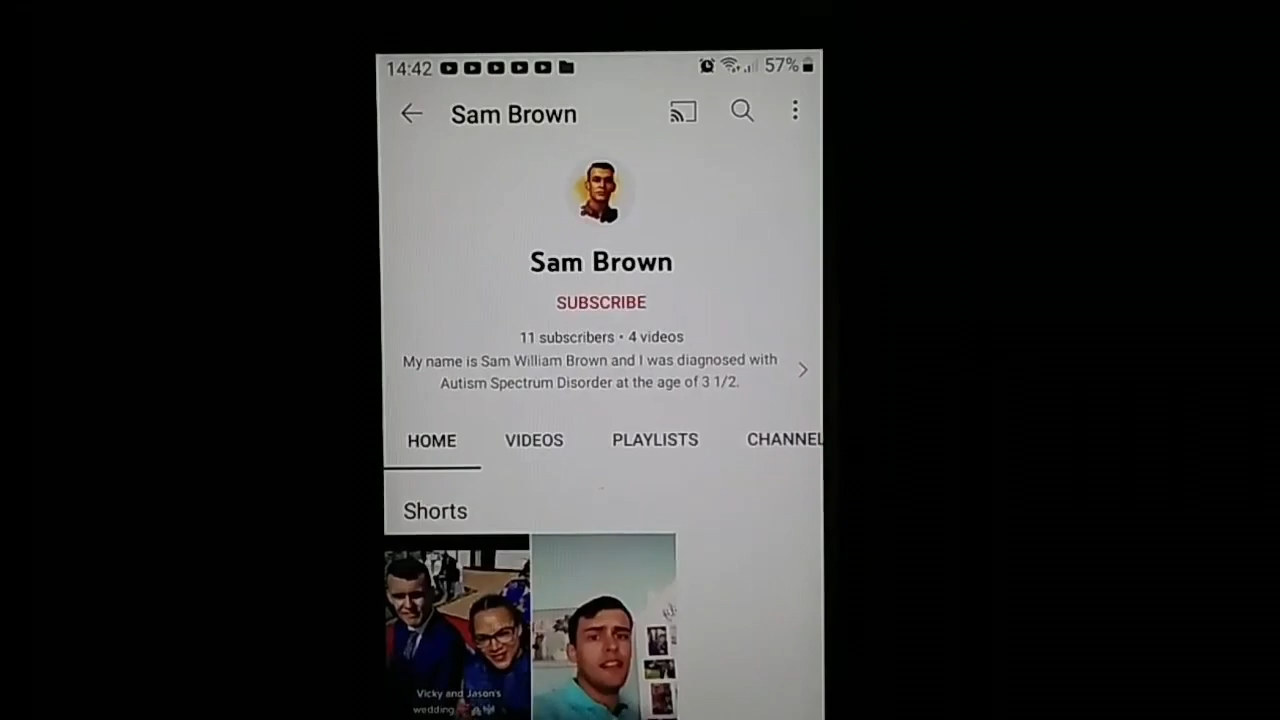 14:42 57%
Sam Brown
Sam Brown
SUBSCRIBE
11 subscribers • 4 videos
My name is Sam William Brown and I was diagnosed with
Autism Spectrum Disorder at the age of 3 1/2.
HOME VIDEOS PLAYLISTS CHANNEL
Shorts
Vicky and Jason's
wedding